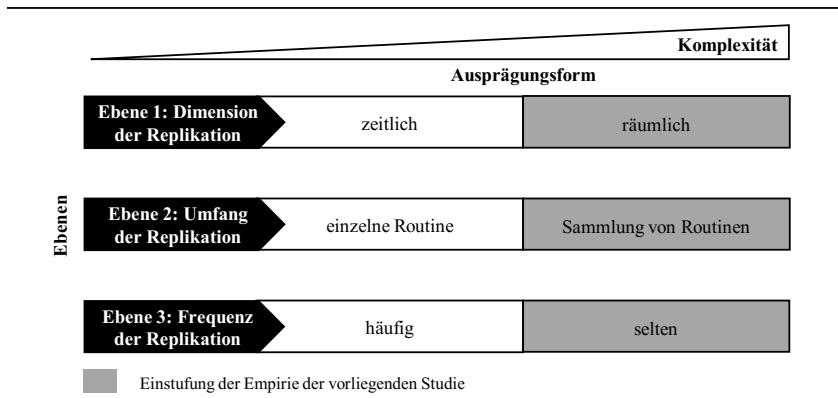 Komplexität
Ausprägungsform
Ebenen
Ebene 1: Dimension
der Replikation
zeitlich
räumlich
Ebene 2: Umfang
der Replikation
einzelne Routine
Sammlung von Routinen
Ebene 3: Frequenz
der Replikation
häufig
selten
Einstufung der Empirie der vorliegenden Studie